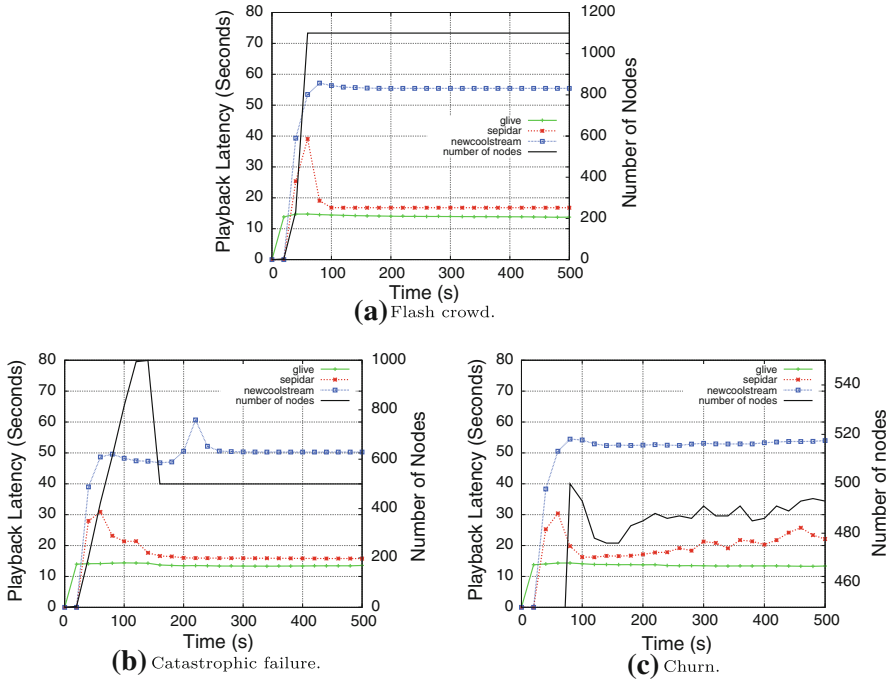 80
70
60
50
40
30
20
10
0
Playback Latency (Seconds)
1200
1000
800
600
400
200
0
Number of Nodes
glive
sepidar
newcoolstream
number of nodes
0 100 200 300 400 500
Time (s)
(a) Flash crowd.
80
70
60
50
40
30
20
10
0
Playback Latency (Seconds)
1000
800
600
400
200
0
Number of Nodes
glive
sepidar
newcoolstream
number of nodes
0 100 200 300 400 500
Time (s)
(b) Catastrophic failure.
80
70
60
50
40
30
20
10
0
Playback Latency (Seconds)
540
520
500
480
460
Number of Nodes
glive
sepidar
newcoolstream
number of nodes
0 100 200 300 400 500
Time (s)
(c) Churn.